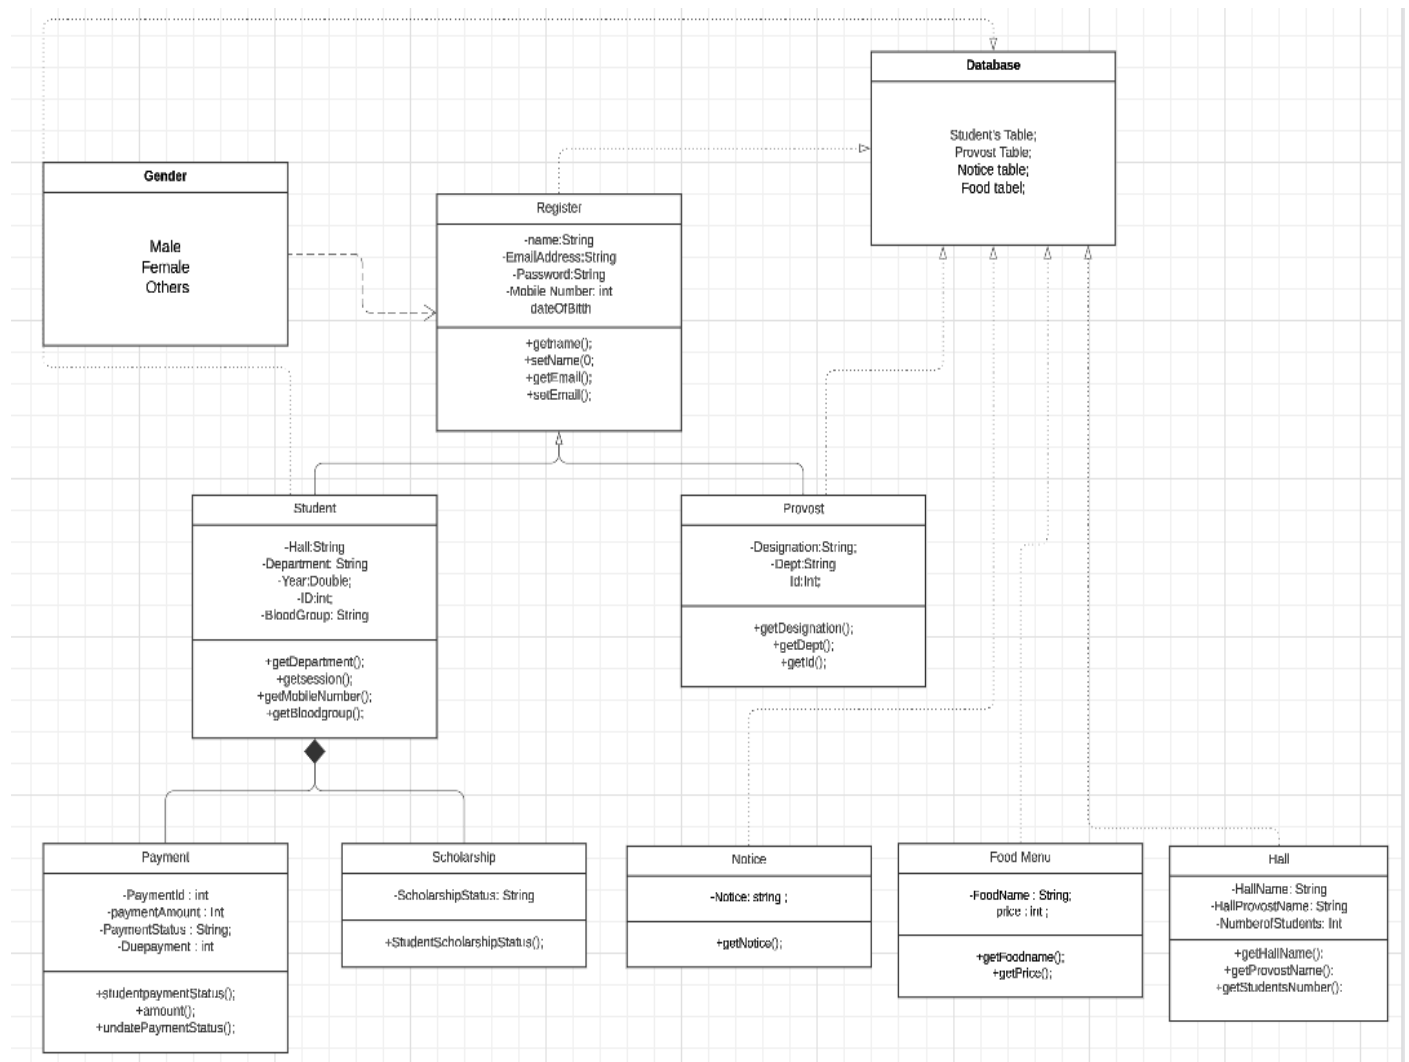 Database
Student's Table;
Provost Table;
Notice table;
Food tabel;
Gender
Male
Female
Others
Register
-name:String
-EmailAddress:String
-Password:String
-Mobile Number: int
dateOfBitth
+getname();
+setName(0;
+getEmail();
+setEmail();
Student
-Hall:String
-Department: String
-Year:Double;
-ID:int;
-BloodGroup: String
+getDepartment();
+getsession();
+getMobileNumber();
+getBloodgroup();
Provost
-Designation:String;
-Dept:String
Id:Int;
+getDesignation();
+getDept();
+getId();
Payment
-PaymentId : int
-paymentAmount : Int
-PaymentStatus : String;
-Duepayment : int
+studentpaymentStatus();
+amount();
+undatePaymentStatus();
Scholarship
-ScholarshipStatus: String
+StudentScholarshipStatus();
Notice
-Notice: string ;
+getNotice();
Food Menu
-FoodName : String;
price : int ;
+getFoodname();
+getPrice();
Hall
-HallName: String
-HallProvostName: String
-NumberofStudents: Int
+getHallName():
+getProvostName():
+getStudentsNumber():